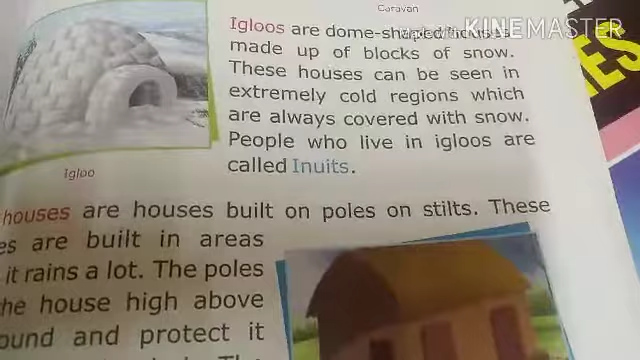 Caravan
KINEMASTER
Igloos are dome-shaped houses
made up of blocks of snow.
These houses can be seen in
extremely cold regions which
are always covered with snow.
People who live in igloos are
called Inuits.
Igloo
houses are houses built on poles on stilts. These
es are built in areas
it rains a lot. The poles
he house high above
ound and protect it